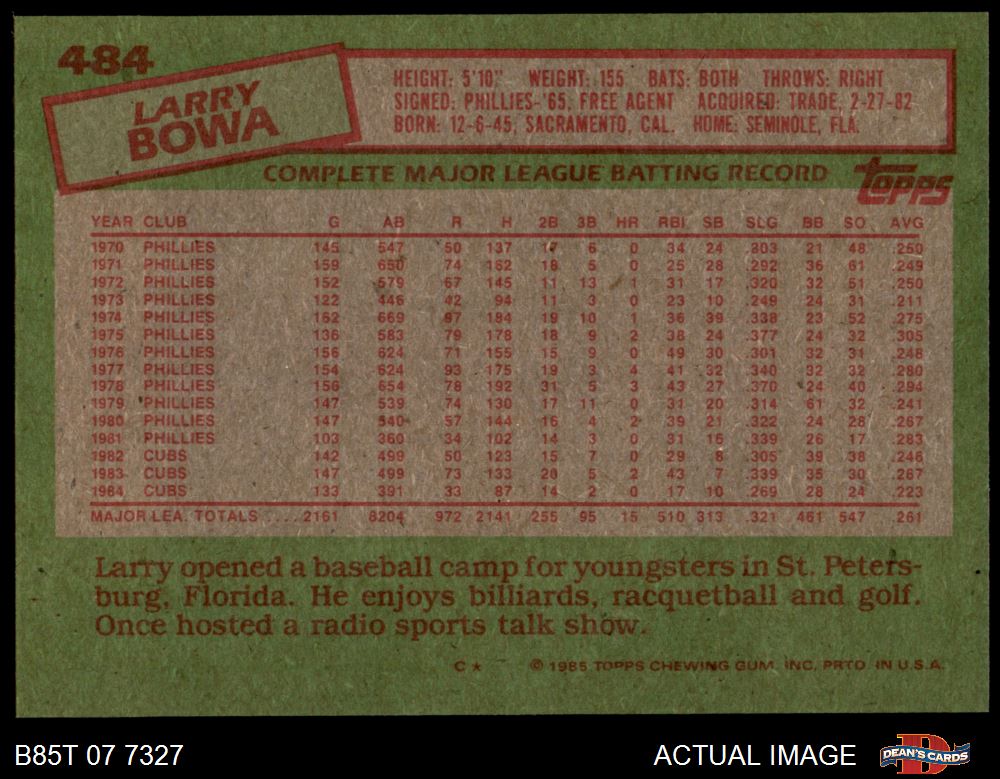 484
LARRY
BOWA
HEIGHT: 5'10" WEIGHT: 155 BATS: BOTH THROWS: RIGHT
SIGNED: PHILLIES-'65, FREE AGENT ACQUIRED: TRADE, 2-27-82
BORN: 12-6-45, SACRAMENTO, CAL. HOME: SEMINOLE, FLA.
COMPLETE MAJOR LEAGUE BATTING RECORD
topps
YEAR CLUB G AB R H 2B 3B HR RBI SB SLG BB SO AVG
1970 PHILLIES 145 547 50 137 17 6 0 34 24 .303 21 48 .250
1971 PHILLIES 159 650 74 162 18 5 0 25 28 .292 36 61 .249
1972 PHILLIES 152 579 67 145 11 13 1 31 17 .320 32 51 .250
1973 PHILLIES 122 446 42 94 11 3 0 23 10 .249 24 31 .211
1974 PHILLIES 162 669 97 184 19 10 1 36 39 .338 23 52 .275
1975 PHILLIES 136 583 79 178 18 9 2 38 24 .377 24 32 .305
1976 PHILLIES 156 624 71 155 15 9 0 49 30 .301 32 31 .248
1977 PHILLIES 154 624 93 175 19 3 4 41 32 .340 32 32 .280
1978 PHILLIES 156 654 78 192 31 5 3 43 27 .370 24 40 .294
1979 PHILLIES 147 539 74 130 17 11 0 31 20 .314 61 32 .241
1980 PHILLIES 147 540 57 144 16 4 2 39 21 .322 24 28 .267
1981 PHILLIES 103 360 34 102 14 3 0 31 16 .339 26 17 .283
1982 CUBS 142 499 50 123 15 7 0 29 8 .305 39 38 .246
1983 CUBS 147 499 73 133 20 5 2 43 7 .339 35 30 .267
1984 CUBS 133 391 33 87 14 2 0 17 10 .269 28 24 .223
MAJOR LEA. TOTALS .... 2161 8204 972 2141 255 95 15 510 313 .321 461 547 .261
Larry opened a baseball camp for youngsters in St. Peters-
burg, Florida. He enjoys billiards, racquetball and golf.
Once hosted a radio sports talk show.
C★ © 1985 TOPPS CHEWING GUM, INC. PRTD. IN U.S.A.
B85T 07 7327 ACTUAL IMAGE DEAN'S CARDS